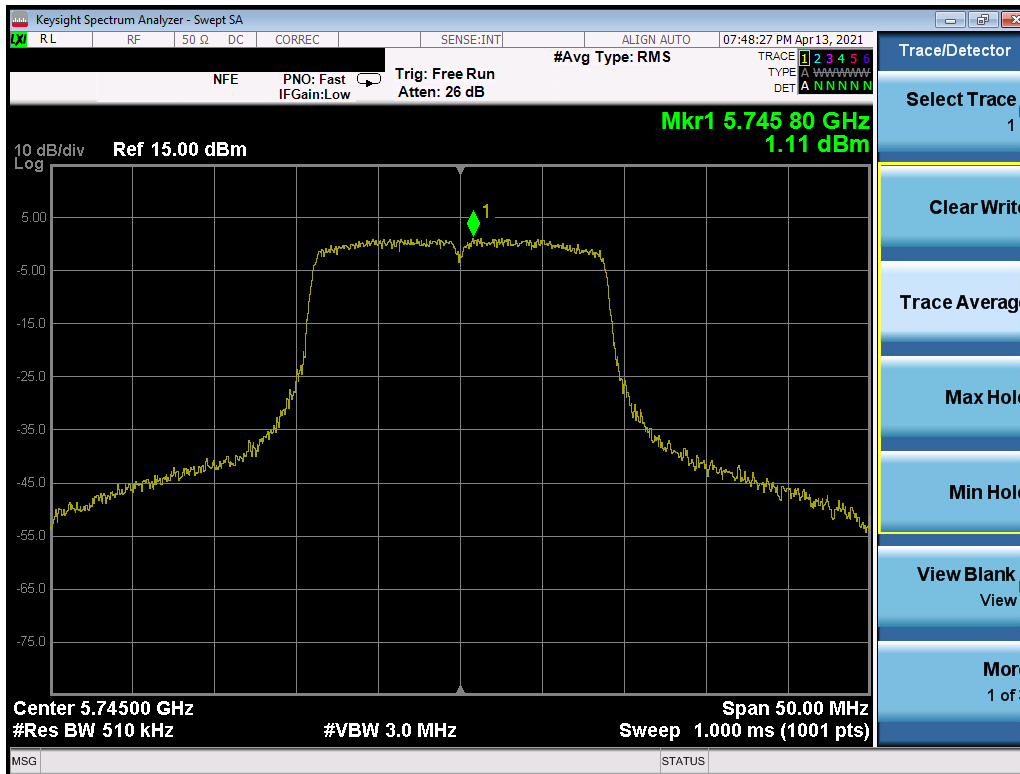 Keysight Spectrum Analyzer - Swept SA
LXI RL RF 50 Ω DC CORREC SENSE:INT ALIGN AUTO 07:48:27 PM Apr 13, 2021
NFE PNO: Fast IFGain:Low
Trig: Free Run
Atten: 26 dB
#Avg Type: RMS
TRACE 1 2 3 4 5 6
TYPE A WWWWWW
DET A N N N N N
Mkr1 5.745 80 GHz
1.11 dBm
10 dB/div
Log
Ref 15.00 dBm
1
5.00
-5.00
-15.0
-25.0
-35.0
-45.0
-55.0
-65.0
-75.0
Center 5.74500 GHz
Span 50.00 MHz
#Res BW 510 kHz
#VBW 3.0 MHz
Sweep 1.000 ms (1001 pts)
MSG
STATUS
Trace/Detector
Select Trace
1
Clear Write
Trace Average
Max Hold
Min Hold
View Blank
View
More
1 of